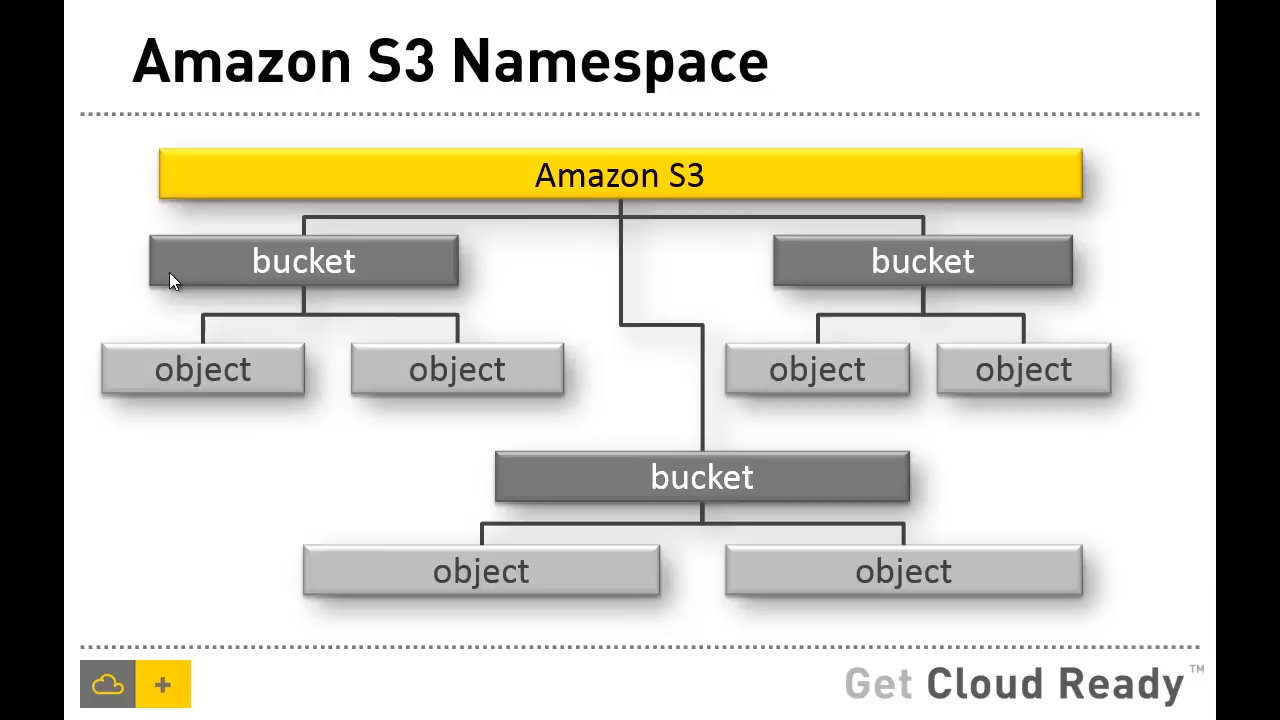 Amazon S3 Namespace
Amazon S3
bucket
bucket
object
object
object
object
bucket
object
object
Get Cloud Ready™